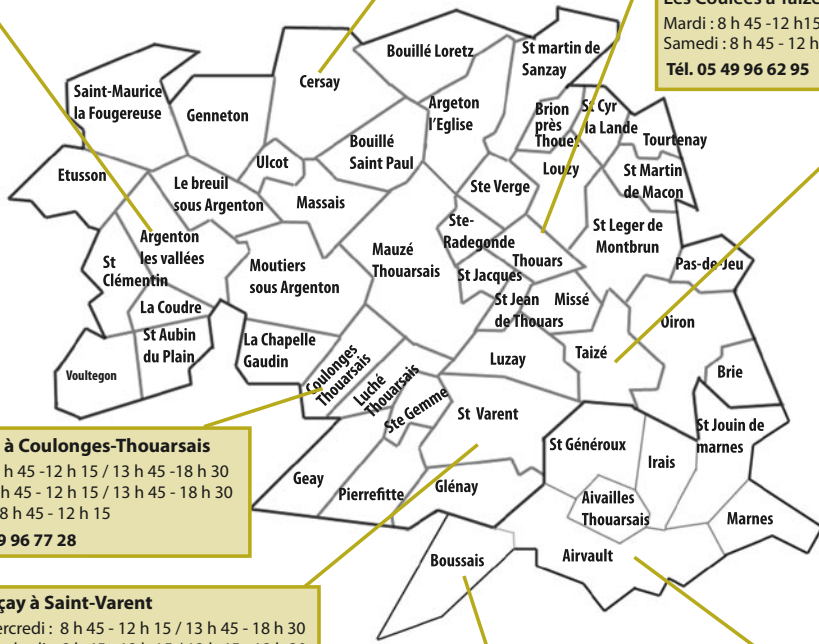 Les Coulées à Taizé
Mardi : 8 h 45 -12 h15
Samedi : 8 h 45 - 12 h
Tél. 05 49 96 62 95
Bouillé Loretz
St martin de
Sanzay
Cersay
Saint-Maurice
la Fougereuse
Genneton
Argeton
l'Eglise
Brion
près
Thouet
St Cyr
la Lande
Tourtenay
Bouillé
Saint Paul
Ulcot
Etusson
Le breuil
sous Argenton
Massais
Ste Verge
Louzy
St Martin
de Macon
Argenton
les vallées
St
Clémentin
Ste-
Radegonde
St Leger de
Montbrun
Mauzé
Thouarsais
Thouars
Pas-de-Jeu
Moutiers
sous Argenton
St Jacques
St Jean
de Thouars
Missé
La Coudre
Oiron
St Aubin
du Plain
La Chapelle
Gaudin
Luzay
Taizé
Voultegon
Coulonges
Thouarsais
Luché
Thouarsais
Brie
Ste Gemme
St Varent
St Jouin de
marnes
St Généroux
Irais
à Coulonges-Thouarsais
h 45 -12 h 15 / 13 h 45 -18 h 30
h 45 - 12 h 15 / 13 h 45 - 18 h 30
8 h 45 - 12 h 15
9 96 77 28
Geay
Pierrefitte
Glénay
Aivailles
Thouarsais
Marnes
Boussais
Airvault
çay à Saint-Varent
ercredi : 8 h 45 - 12 h 15 / 13 h 45 - 18 h 30